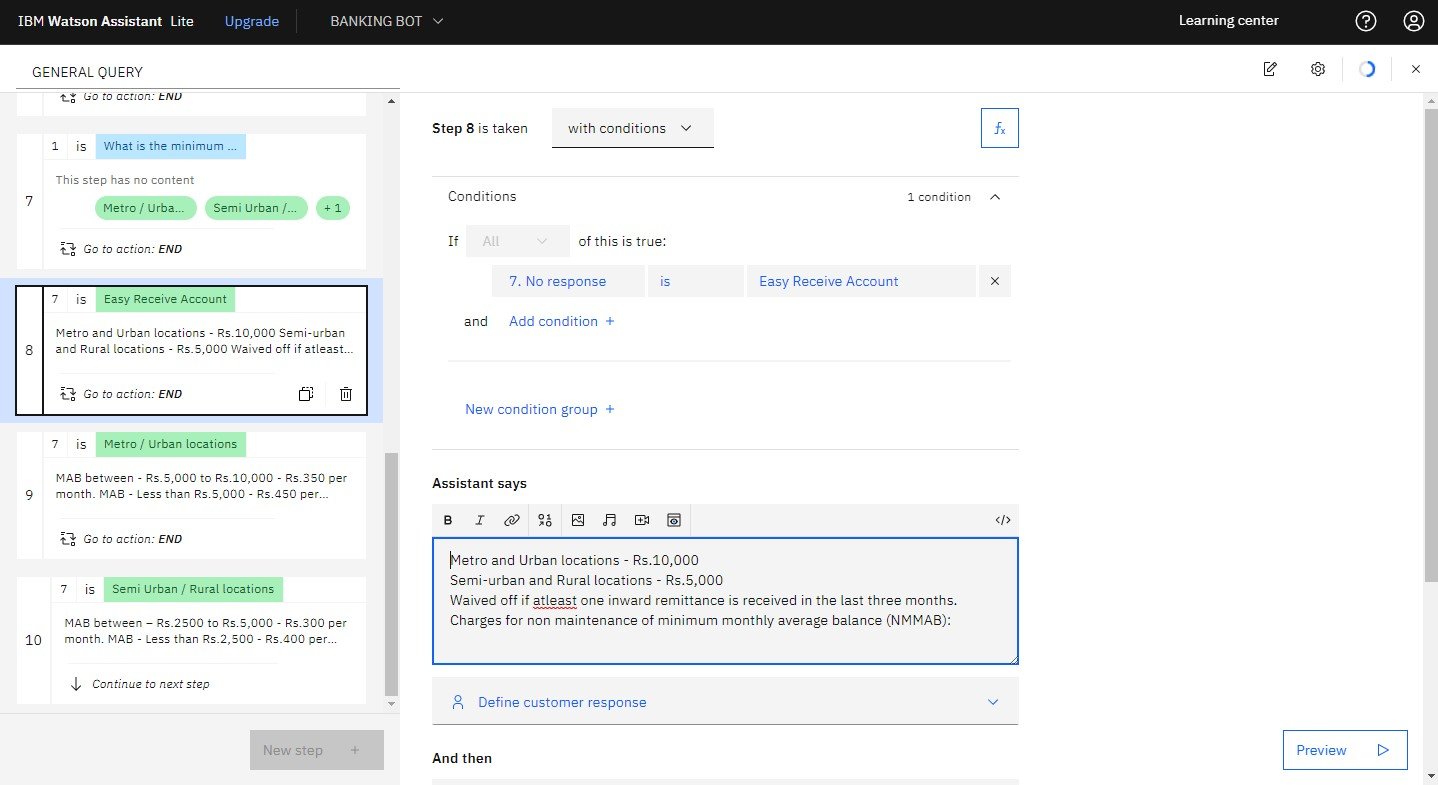 IBM Watson Assistant Lite Upgrade BANKING BOT Learning center
GENERAL QUERY
Go to action: END
1 is What is the minimum ...
This step has no content
7
Metro / Urba... Semi Urban /... + 1
Go to action: END
7 is Easy Receive Account
Metro and Urban locations - Rs.10,000 Semi-urban
8
and Rural locations - Rs.5,000 Waived off if atleast...
Go to action: END
7 is Metro / Urban locations
MAB between - Rs.5,000 to Rs.10,000 - Rs.350 per
9
month. MAB - Less than Rs.5,000 - Rs.450 per...
Go to action: END
7 is Semi Urban / Rural locations
MAB between – Rs.2500 to Rs.5,000 - Rs.300 per
10
month. MAB - Less than Rs.2,500 - Rs.400 per...
Continue to next step
New step +
Step 8 is taken with conditions fx
Conditions 1 condition
If All of this is true:
7. No response is Easy Receive Account
and Add condition +
New condition group +
Assistant says
B I </>
Metro and Urban locations - Rs.10,000
Semi-urban and Rural locations - Rs.5,000
Waived off if atleast one inward remittance is received in the last three months.
Charges for non maintenance of minimum monthly average balance (NMMAB):
Define customer response
And then
Preview